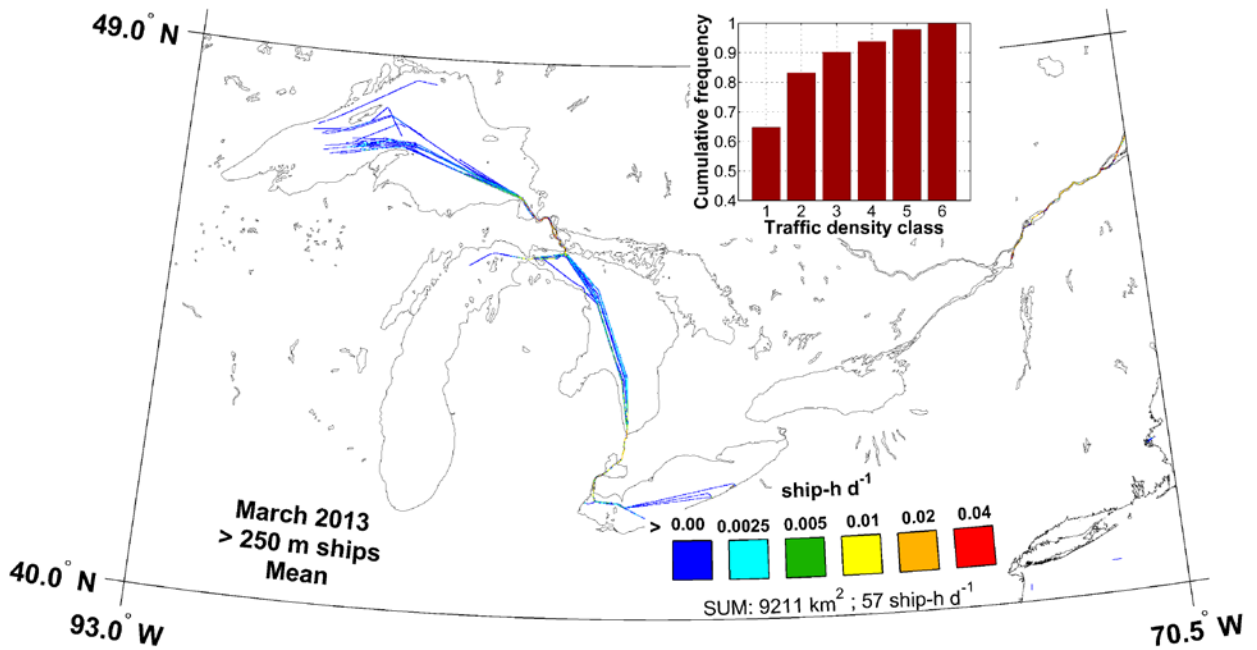 49.0° N
1
0.9
0.8
0.7
0.6
0.5
0.4
Cumulative frequency
1 2 3 4 5 6
Traffic density class
March 2013
> 250 m ships
Mean
ship-h d⁻¹
> 0.00 0.0025 0.005 0.01 0.02 0.04
SUM: 9211 km² ; 57 ship-h d⁻¹
40.0° N
93.0° W
70.5° W